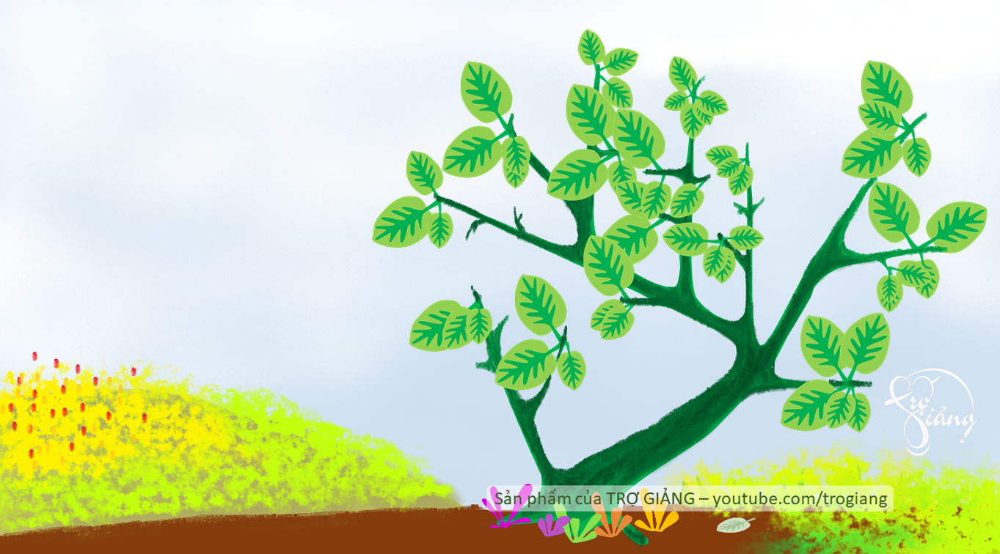 Trợ
Giảng
Sản phẩm của TRỢ GIẢNG – youtube.com/trogiang